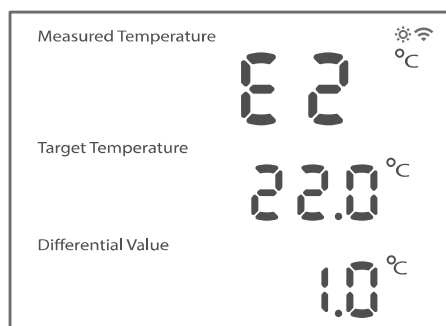 Measured Temperature
E2 °C
Target Temperature
22.0 °C
Differential Value
1.0 °C